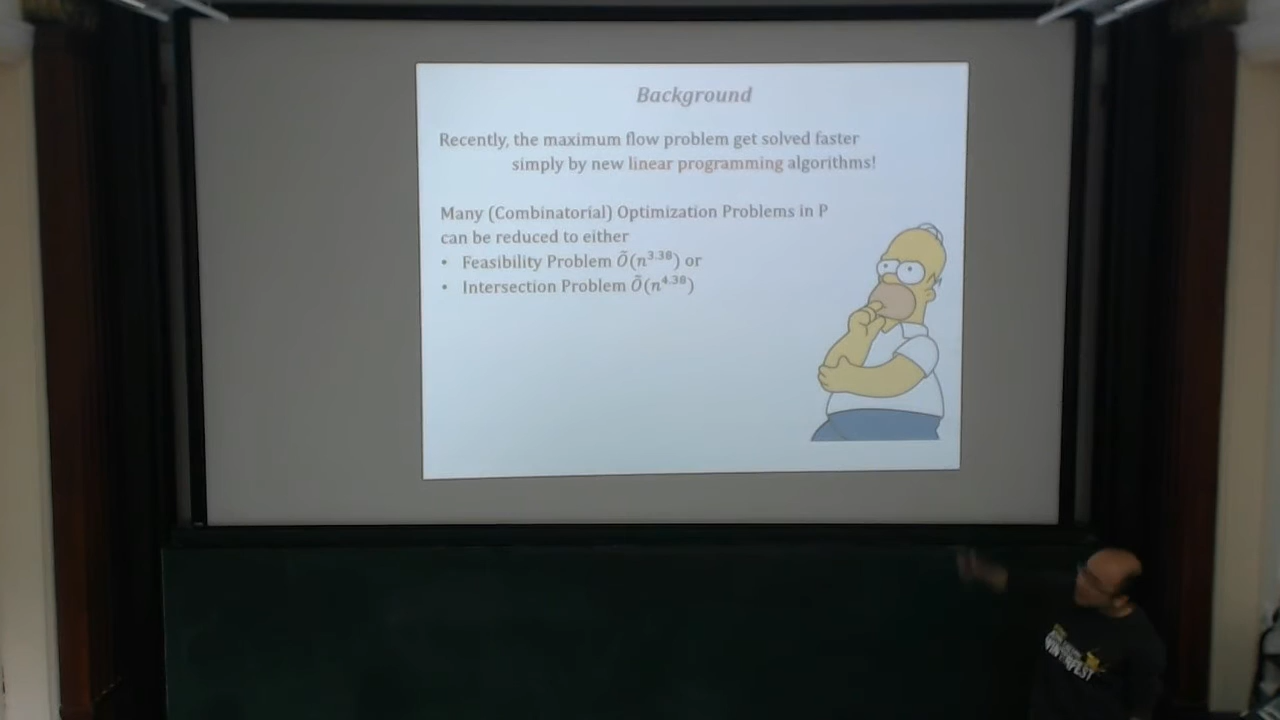 Background
Recently, the maximum flow problem get solved faster
simply by new linear programming algorithms!
Many (Combinatorial) Optimization Problems in P
can be reduced to either
• Feasibility Problem Õ(n^3.38) or
• Intersection Problem Õ(n^4.38)